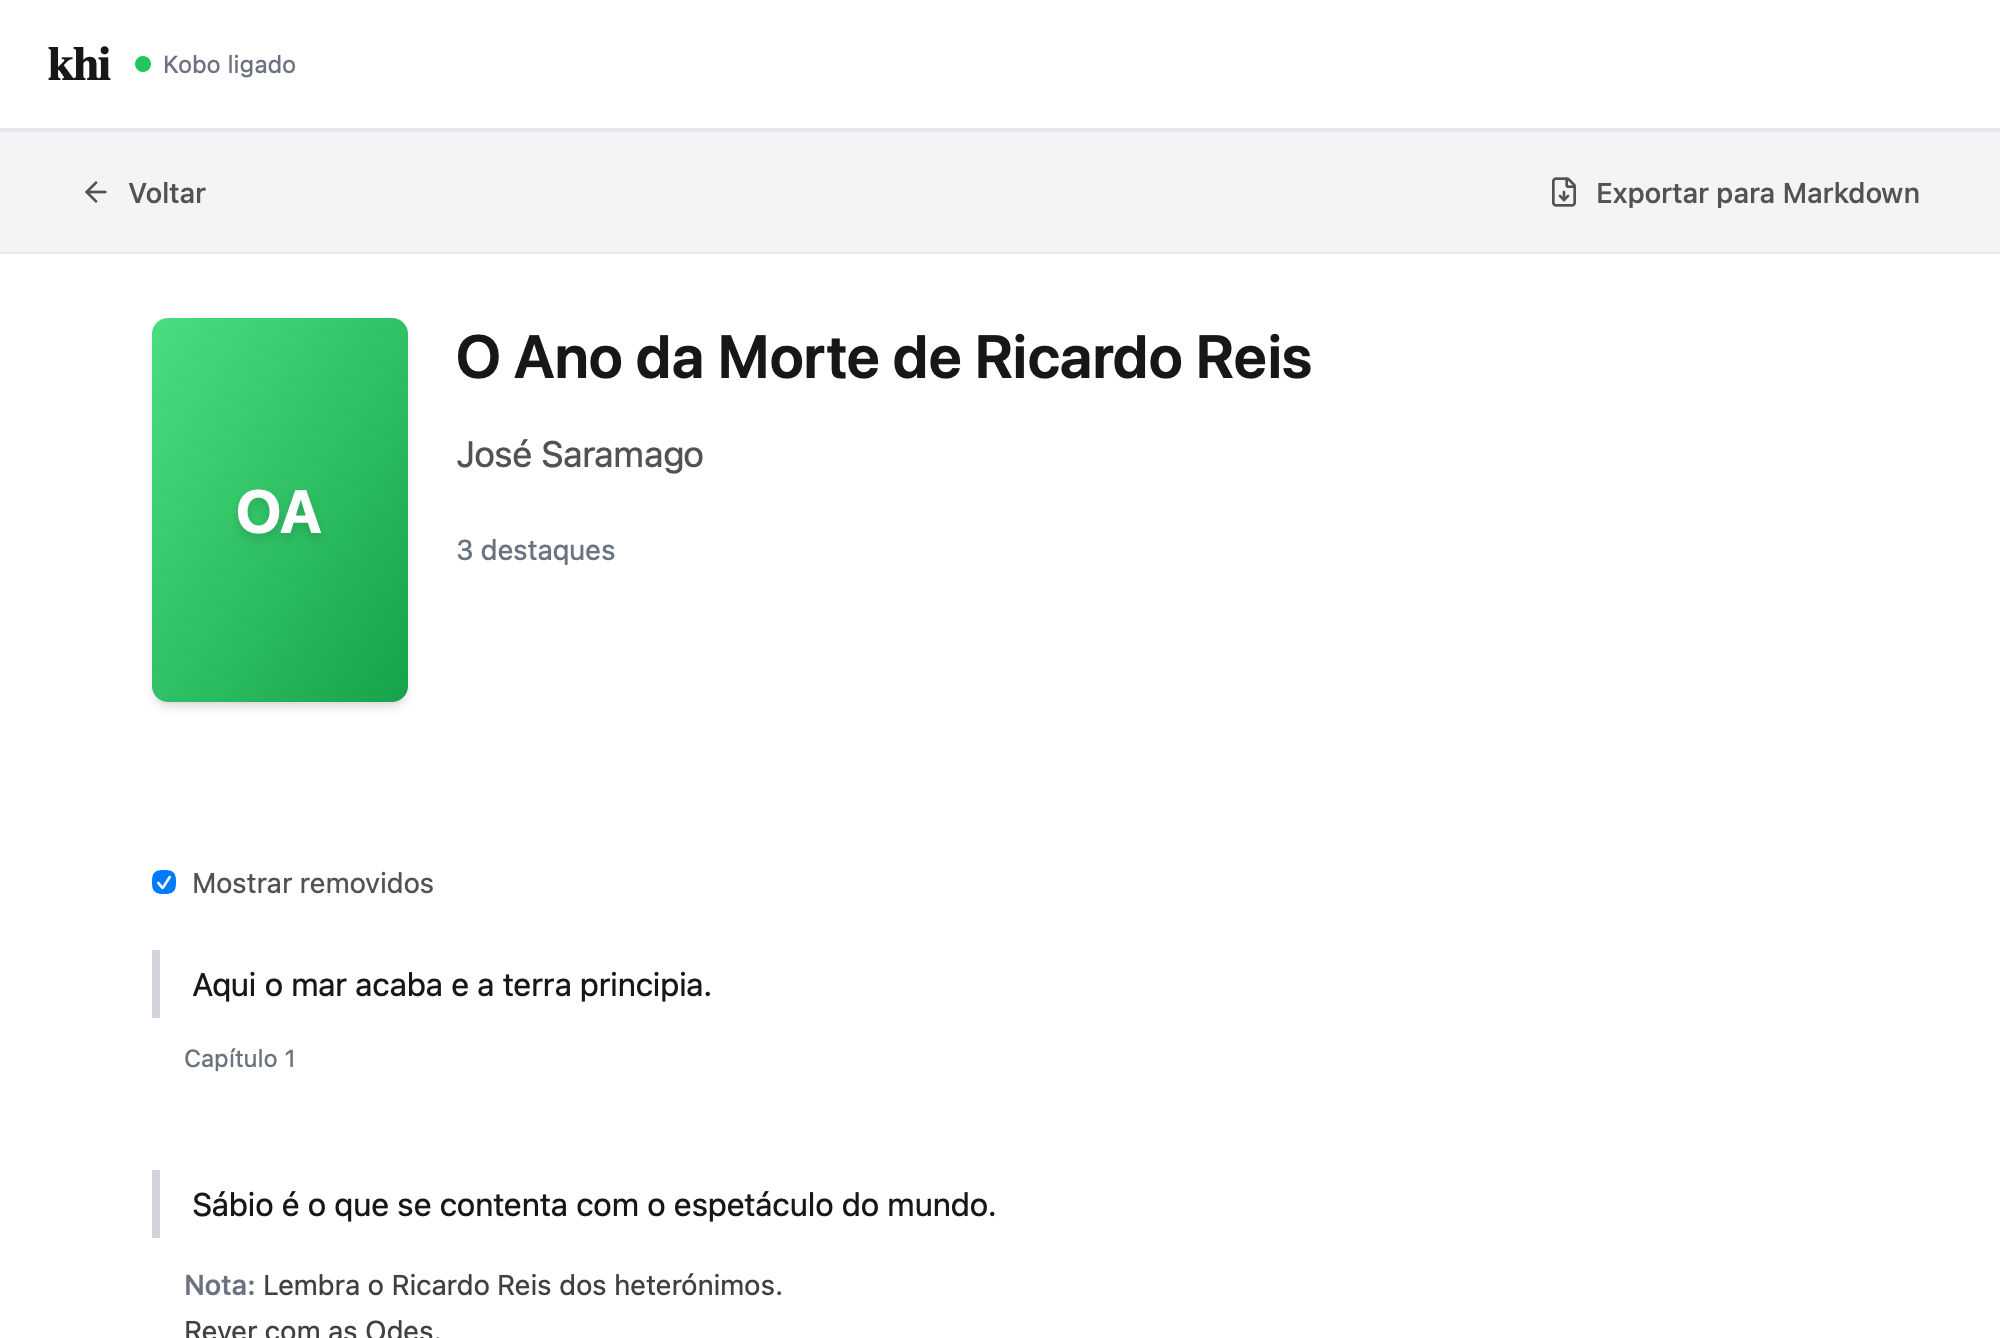 khi
Kobo ligado
Voltar
Exportar para Markdown
OA
O Ano da Morte de Ricardo Reis
José Saramago
3 destaques
Mostrar removidos
Aqui o mar acaba e a terra principia.
Capítulo 1
Sábio é o que se contenta com o espetáculo do mundo.
Nota: Lembra o Ricardo Reis dos heterónimos.
Rever com as Odes.